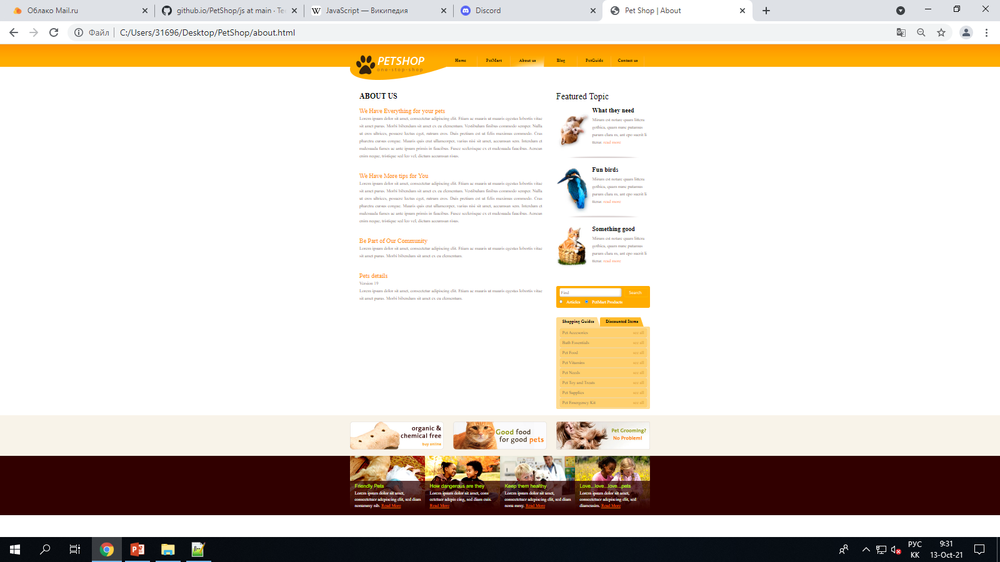 Облако Mail.ru
github.io/PetShop/js at main · Te
JavaScript — Википедия
Discord
Pet Shop | About
Файл
C:/Users/31696/Desktop/PetShop/about.html
PETSHOP
one-stop-shop
Home
PetMart
About us
Blog
PetGuide
Contact us
ABOUT US
We Have Everything for your pets
Lorem ipsum dolor sit amet, consectetur adipiscing elit. Etiam ac mauris ut mauris egestas lobortis vitae
sit amet purus. Morbi bibendum sit amet ex eu elementum. Vestibulum finibus commodo semper. Nulla
ut eros ultrices, posuere lectus eget, rutrum eros. Duis pretium est ut felis maximus commodo. Cras
pharetra cursus congue. Mauris quis erat ullamcorper, varius nisi sit amet, accumsan sem. Interdum et
malesuada fames ac ante ipsum primis in faucibus. Fusce scelerisque ex et malesuada faucibus. Aenean
enim neque, tristique sed leo vel, dictum accumsan risus.
We Have More tips for You
Lorem ipsum dolor sit amet, consectetur adipiscing elit. Etiam ac mauris ut mauris egestas lobortis vitae
sit amet purus. Morbi bibendum sit amet ex eu elementum. Vestibulum finibus commodo semper. Nulla
ut eros ultrices, posuere lectus eget, rutrum eros. Duis pretium est ut felis maximus commodo. Cras
pharetra cursus congue. Mauris quis erat ullamcorper, varius nisi sit amet, accumsan sem. Interdum et
malesuada fames ac ante ipsum primis in faucibus. Fusce scelerisque ex et malesuada faucibus. Aenean
enim neque, tristique sed leo vel, dictum accumsan risus.
Be Part of Our Community
Lorem ipsum dolor sit amet, consectetur adipiscing elit. Etiam ac mauris ut mauris egestas lobortis vitae
sit amet purus. Morbi bibendum sit amet ex eu elementum.
Pets details
Version 19
Lorem ipsum dolor sit amet, consectetur adipiscing elit. Etiam ac mauris ut mauris egestas lobortis vitae
sit amet purus. Morbi bibendum sit amet ex eu elementum.
Featured Topic
What they need
Mirum est notare quam littera
gothica, quam nunc putamus
parum clara m, ant epo suerit li
tterar. read more
Fun birds
Mirum est notare quam littera
gothica, quam nunc putamus
parum clara m, ant epo suerit li
tterar. read more
Something good
Mirum est notare quam littera
gothica, quam nunc putamus
parum clara m, ant epo suerit li
tterar. read more
Find
Search
Articles
PetMart Products
Shopping Guides
Discounted Items
Pet Accesories see all
Bath Essentials see all
Pet Food see all
Pet Vitamins see all
Pet Needs see all
Pet Toy and Treats see all
Pet Supplies see all
Pet Emergency Kit see all
organic &
chemical free
buy online
Good food
for good pets
Pet Grooming?
No Problem!
Friendly Pets
Lorem ipsum dolor sit amet,
consectetuer adepiscing elit, sed diam
nonummy nib. Read More
How dangerous are they
Lorem ipsum dolor sit amet, cons
ectetuer adepis cing, sed diam euis.
Read More
Keep them healthy
Lorem ipsum dolor sit amet,
consectetuer adepiscing elit, sed diam
nonu mmy. Read More
Love...love...love...pets
Lorem ipsum dolor sit amet,
consectetuer adepiscing elit, sed
diameusim. Read More
РУС
КК
9:31
13-Oct-21